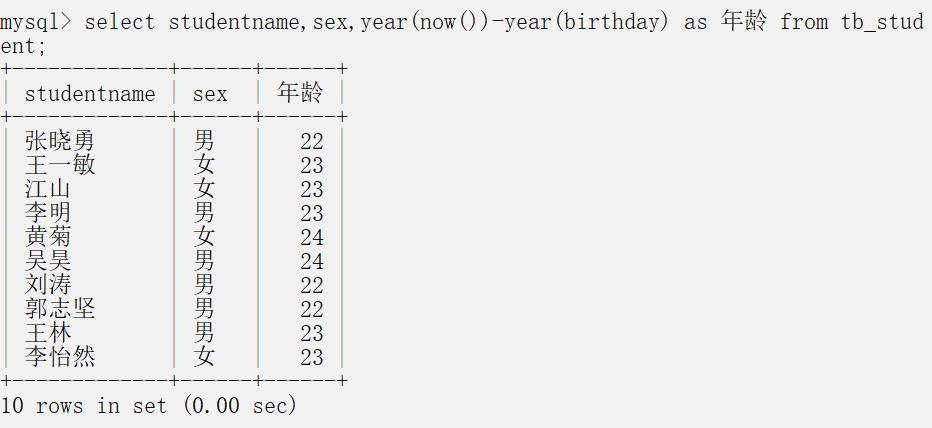 mysql> select studentname,sex,year(now())-year(birthday) as 年龄 from tb_stud
ent;
+-------------+------+------+
| studentname | sex  | 年龄 |
+-------------+------+------+
| 张晓勇      | 男   |   22 |
| 王一敏      | 女   |   23 |
| 江山        | 女   |   23 |
| 李明        | 男   |   23 |
| 黄菊        | 女   |   24 |
| 吴昊        | 男   |   24 |
| 刘涛        | 男   |   22 |
| 郭志坚      | 男   |   22 |
| 王林        | 男   |   23 |
| 李怡然      | 女   |   23 |
+-------------+------+------+
10 rows in set (0.00 sec)